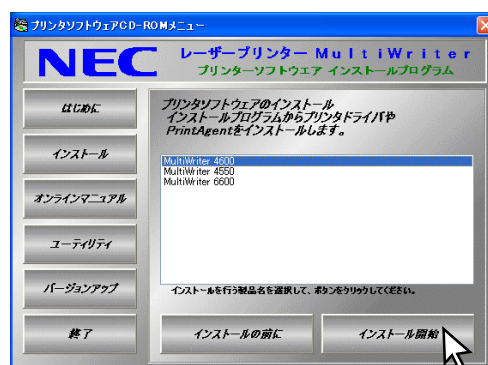 プリンタソフトウェアCD-ROMメニュー
NEC
レーザープリンター MultiWriter
プリンターソフトウエア インストールプログラム
はじめに
インストール
オンラインマニュアル
ユーティリティ
バージョンアップ
終了
プリンタソフトウェアのインストール
インストールプログラムからプリンタドライバや
PrintAgentをインストールします。
MultiWriter 4600
MultiWriter 4550
MultiWriter 6600
インストールを行う製品名を選択して、ボタンをクリックしてください。
インストールの前に
インストール開始